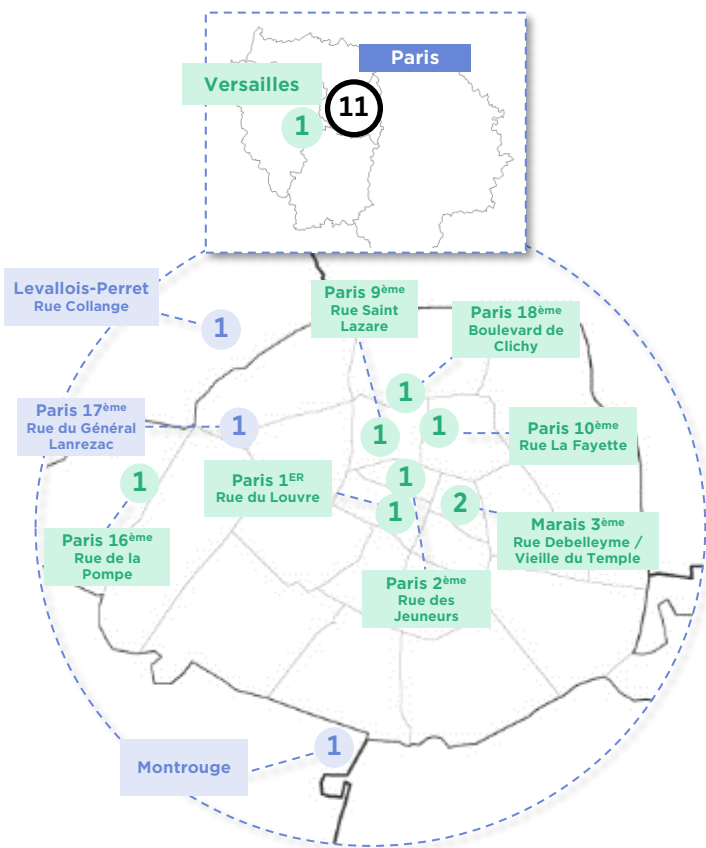 Paris
Versailles
11
1
Levallois-Perret
Rue Collange
1
Paris 9ème
Rue Saint
Lazare
Paris 18ème
Boulevard de
Clichy
1
Paris 17ème
Rue du Général
Lanrezac
1
1
1
Paris 10ème
Rue La Fayette
1
Paris 1ER
Rue du Louvre
1
1
2
Marais 3ème
Rue Debelleyme /
Vieille du Temple
Paris 16ème
Rue de la
Pompe
Paris 2ème
Rue des
Jeuneurs
1
Montrouge